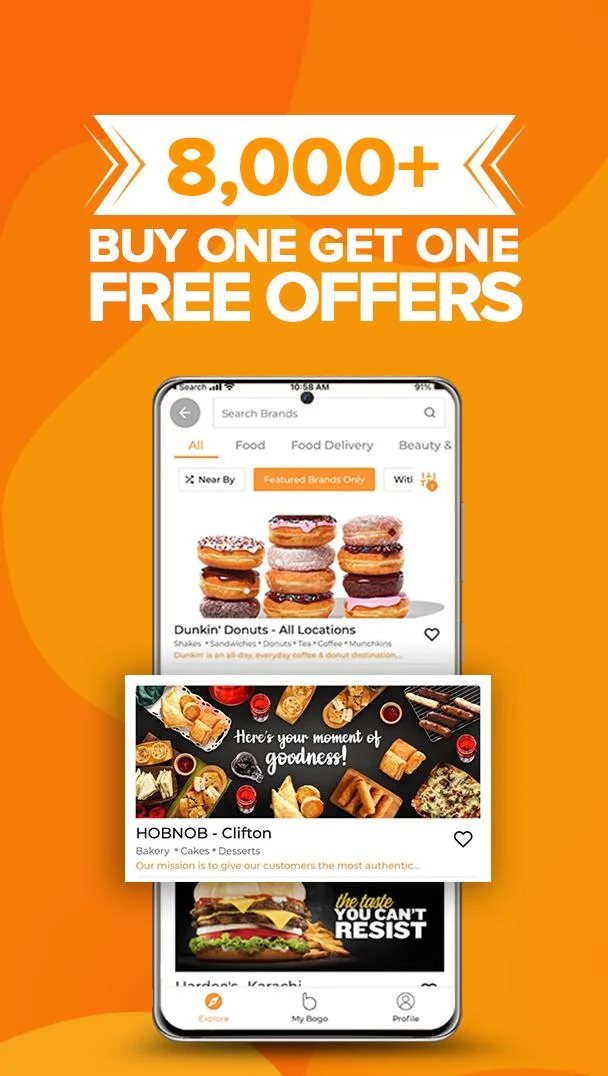 8,000+
BUY ONE GET ONE
FREE OFFERS
Search
10:58 AM
91%
Search Brands
All Food Food Delivery Beauty &
Near By
Featured Brands Only
Dunkin' Donuts - All Locations
Shakes • Sandwiches • Donuts • Tea • Coffee • Munchkins
Dunkin' is an all-day, everyday coffee & donut destination,...
Here's your moment of
goodness!
HOBNOB - Clifton
Bakery • Cakes • Desserts
Our mission is to give our customers the most authentic...
the taste
YOU CAN'T
RESIST
Hardee's Karachi
Explore My Bogo Profile